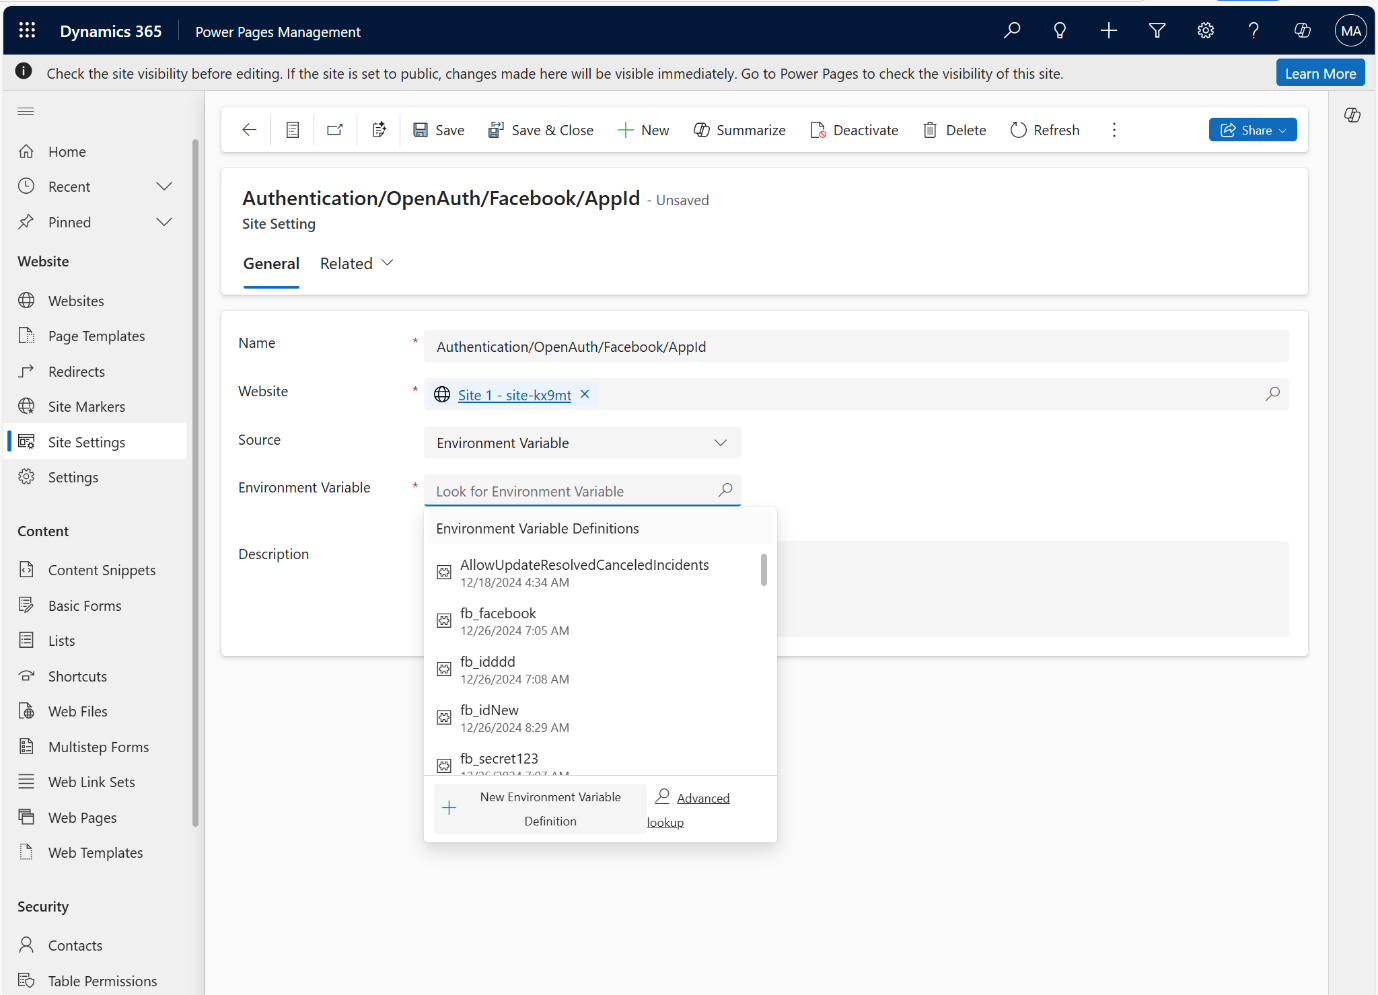 Dynamics 365
Power Pages Management
MA
Check the site visibility before editing. If the site is set to public, changes made here will be visible immediately. Go to Power Pages to check the visibility of this site.
Learn More
Save
Save & Close
New
Summarize
Deactivate
Delete
Refresh
Share
Home
Recent
Pinned
Website
Websites
Page Templates
Redirects
Site Markers
Site Settings
Settings
Content
Content Snippets
Basic Forms
Lists
Shortcuts
Web Files
Multistep Forms
Web Link Sets
Web Pages
Web Templates
Security
Contacts
Table Permissions
Authentication/OpenAuth/Facebook/AppId - Unsaved
Site Setting
General
Related
Name *
Authentication/OpenAuth/Facebook/AppId
Website *
Site 1 - site-kx9mt
Source
Environment Variable
Environment Variable *
Look for Environment Variable
Description
Environment Variable Definitions
AllowUpdateResolvedCanceledIncidents
12/18/2024 4:34 AM
fb_facebook
12/26/2024 7:05 AM
fb_idddd
12/26/2024 7:08 AM
fb_idNew
12/26/2024 8:29 AM
fb_secret123
12/26/2024 7:07 AM
New Environment Variable
Definition
Advanced
lookup